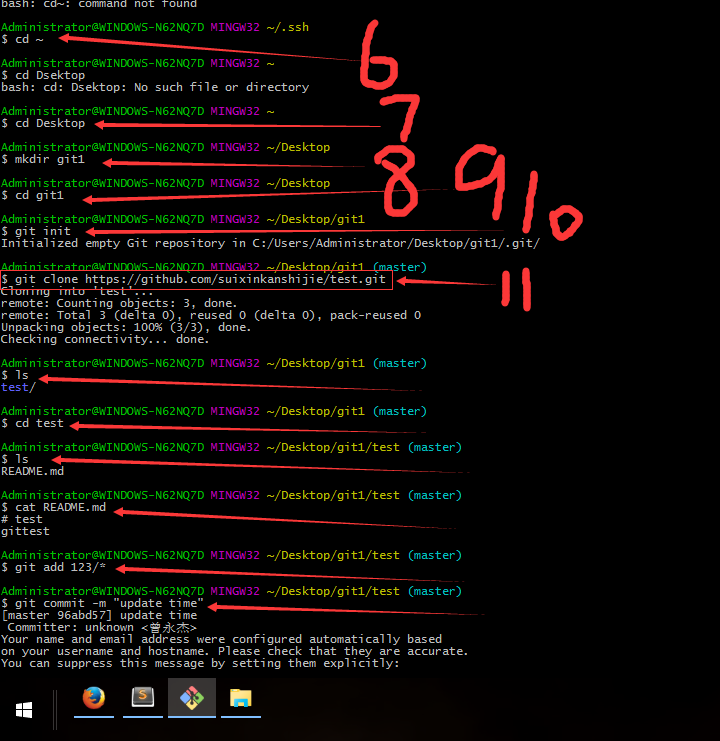 bash: cd~: command not found
Administrator@WINDOWS-N62NQ7D MINGW32 ~/.ssh
$ cd ~
6
Administrator@WINDOWS-N62NQ7D MINGW32 ~
$ cd Dsektop
bash: cd: Dsektop: No such file or directory
Administrator@WINDOWS-N62NQ7D MINGW32 ~
$ cd Desktop
7
Administrator@WINDOWS-N62NQ7D MINGW32 ~/Desktop
$ mkdir git1
8
Administrator@WINDOWS-N62NQ7D MINGW32 ~/Desktop
$ cd git1
9
Administrator@WINDOWS-N62NQ7D MINGW32 ~/Desktop/git1
$ git init
10
Initialized empty Git repository in C:/Users/Administrator/Desktop/git1/.git/
Administrator@WINDOWS-N62NQ7D MINGW32 ~/Desktop/git1 (master)
$ git clone https://github.com/suixinkanshijie/test.git
11
Cloning into 'test'...
remote: Counting objects: 3, done.
remote: Total 3 (delta 0), reused 0 (delta 0), pack-reused 0
Unpacking objects: 100% (3/3), done.
Checking connectivity... done.
Administrator@WINDOWS-N62NQ7D MINGW32 ~/Desktop/git1 (master)
$ ls
test/
Administrator@WINDOWS-N62NQ7D MINGW32 ~/Desktop/git1 (master)
$ cd test
Administrator@WINDOWS-N62NQ7D MINGW32 ~/Desktop/git1/test (master)
$ ls
README.md
Administrator@WINDOWS-N62NQ7D MINGW32 ~/Desktop/git1/test (master)
$ cat README.md
# test
gittest
Administrator@WINDOWS-N62NQ7D MINGW32 ~/Desktop/git1/test (master)
$ git add 123/*
Administrator@WINDOWS-N62NQ7D MINGW32 ~/Desktop/git1/test (master)
$ git commit -m "update time"
[master 96abd57] update time
Committer: unknown <曾永杰>
Your name and email address were configured automatically based
on your username and hostname. Please check that they are accurate.
You can suppress this message by setting them explicitly: